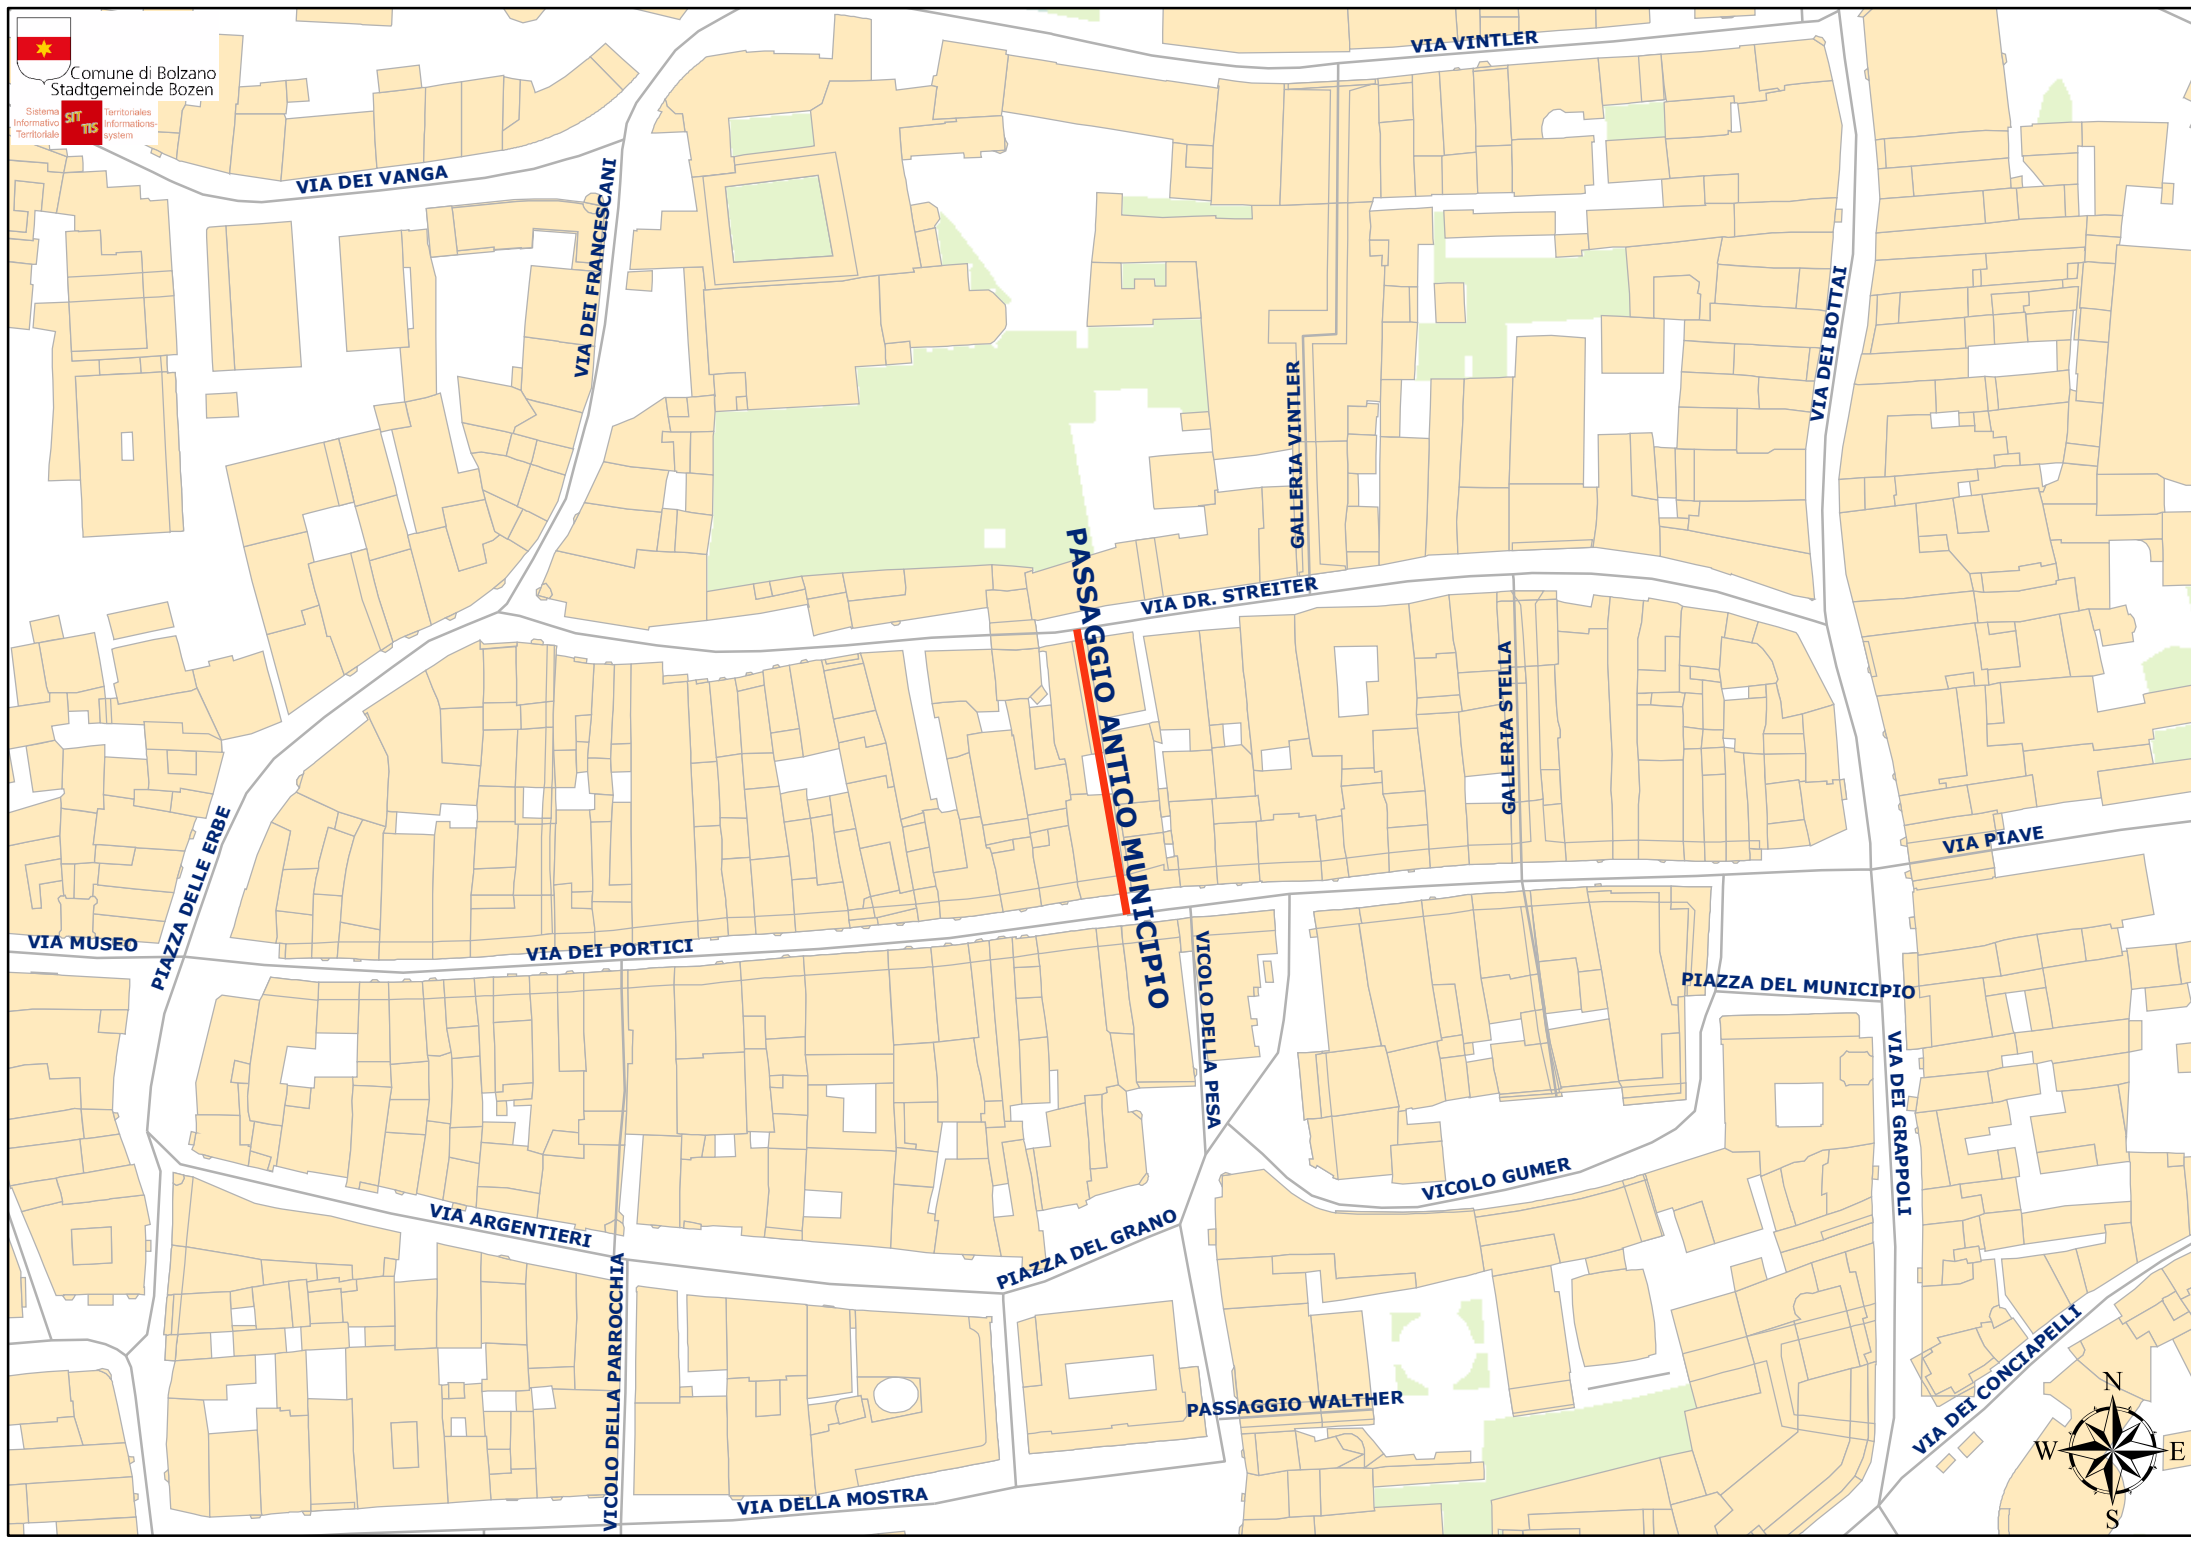 Comune di Bolzano
Stadtgemeinde Bozen
Sistema
Informativo
Territoriale
SIT
TIS
Territoriales
Informations-
system
VIA VINTLER
VIA DEI VANGA
VIA DEI FRANCESCANI
VIA DEI BOTTAI
GALLERIA VINTLER
PASSAGGIO ANTICO MUNICIPIO
VIA DR. STREITER
GALLERIA STELLA
PIAZZA DELLE ERBE
VIA PIAVE
VIA MUSEO
VIA DEI PORTICI
VICOLO DELLA PESA
PIAZZA DEL MUNICIPIO
VIA DEI GRAPPOLI
VICOLO GUMER
VIA ARGENTIERI
PIAZZA DEL GRANO
VICOLO DELLA PARROCCHIA
PASSAGGIO WALTHER
VIA DEI CONCIAPELLI
VIA DELLA MOSTRA
N
W
E
S